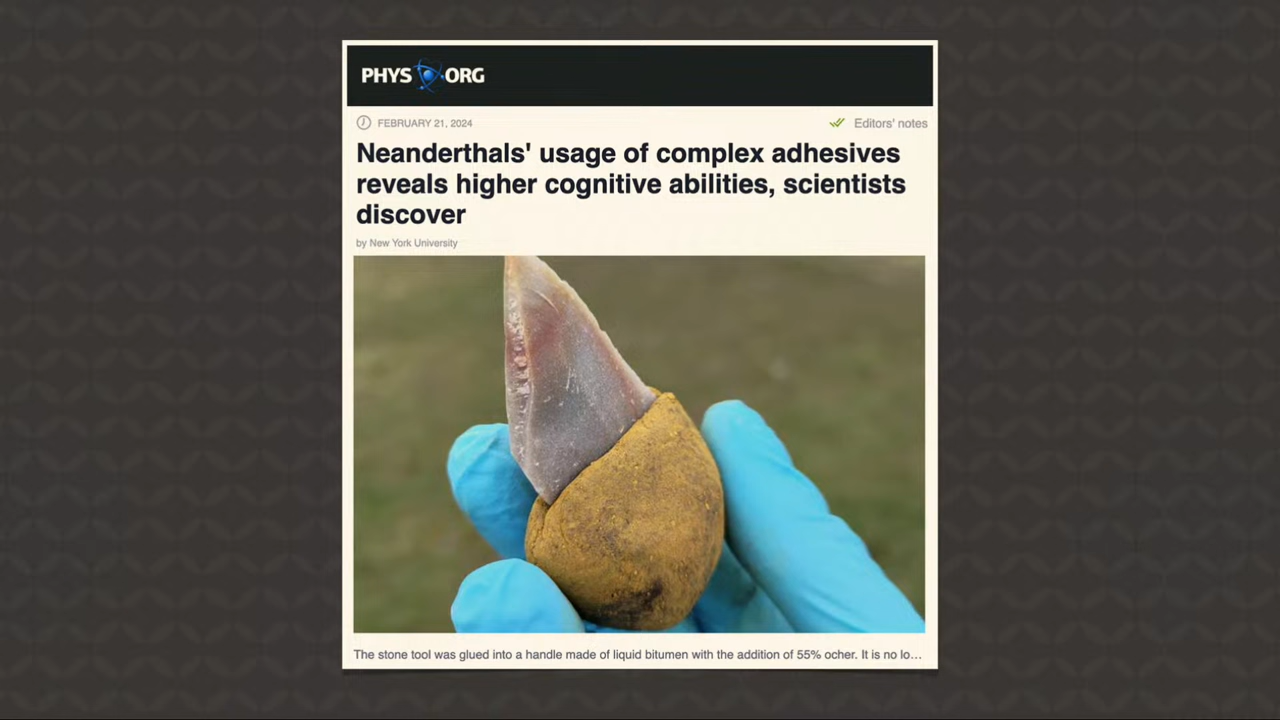 PHYS ORG
FEBRUARY 21, 2024
Editors' notes
Neanderthals' usage of complex adhesives
reveals higher cognitive abilities, scientists
discover
by New York University
The stone tool was glued into a handle made of liquid bitumen with the addition of 55% ocher. It is no lo...